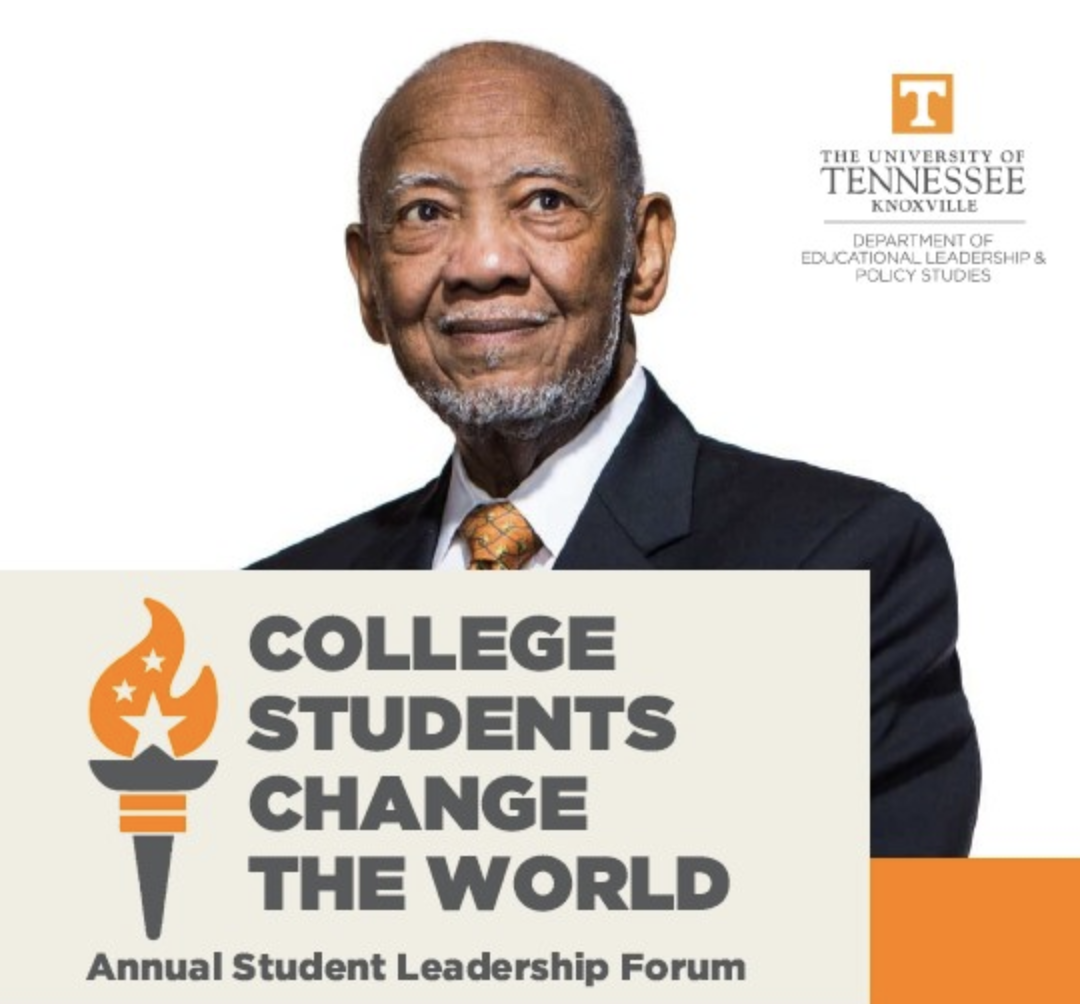 T
THE UNIVERSITY OF
TENNESSEE
KNOXVILLE
DEPARTMENT OF
EDUCATIONAL LEADERSHIP &
POLICY STUDIES
COLLEGE
STUDENTS
CHANGE
THE WORLD
Annual Student Leadership Forum